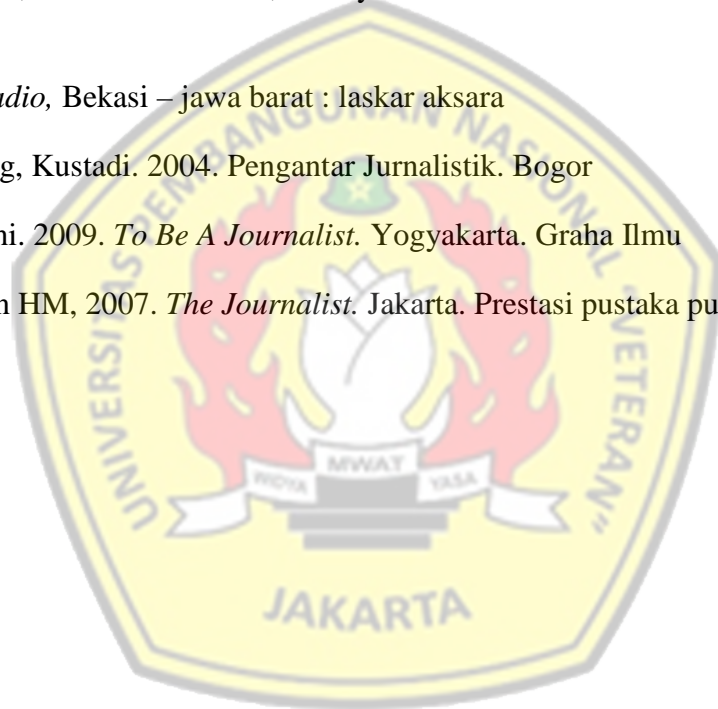 adio, Bekasi – jawa barat : laskar aksara
g, Kustadi. 2004. Pengantar Jurnalistik. Bogor
ni. 2009. To Be A Journalist. Yogyakarta. Graha Ilmu
n HM, 2007. The Journalist. Jakarta. Prestasi pustaka pu
UNIVERSITAS PEMBANGUNAN NASIONAL "VETERAN"
WIDYA MWAT YASA
JAKARTA